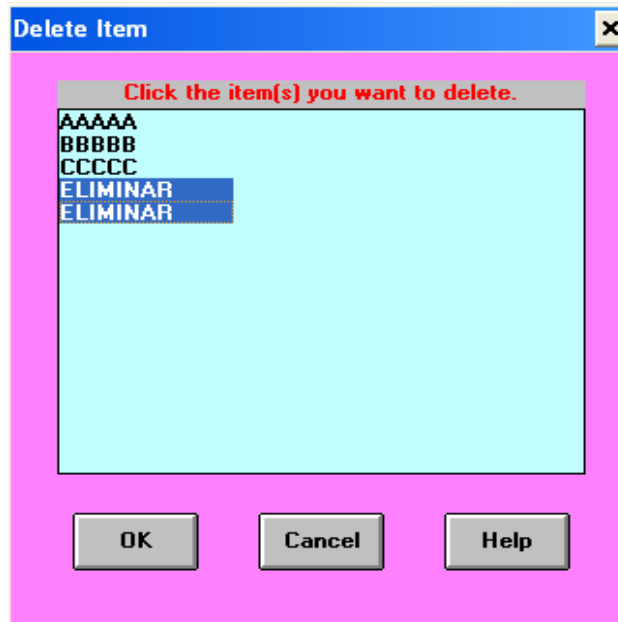 Delete Item
Click the item(s) you want to delete.
AAAAA
BBBBB
CCCCC
ELIMINAR
ELIMINAR
OK Cancel Help